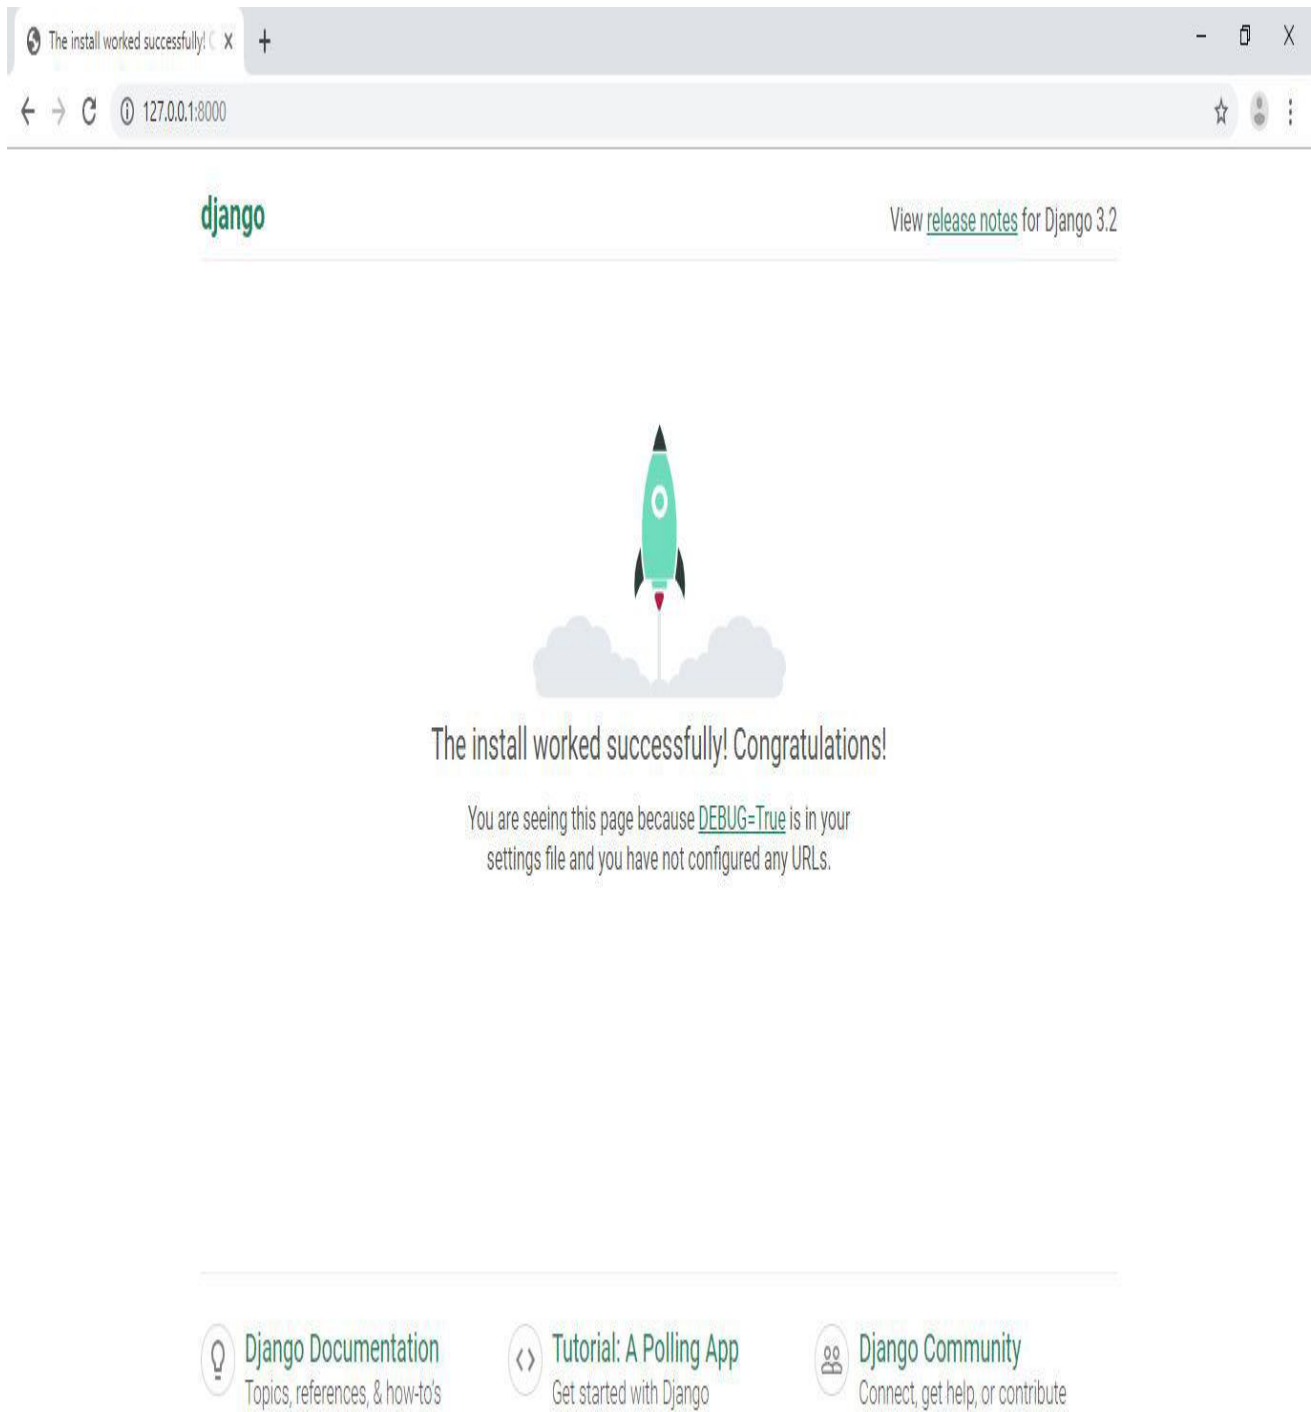 The install worked successfully! C
127.0.0.1:8000
django
View release notes for Django 3.2
The install worked successfully! Congratulations!
You are seeing this page because DEBUG=True is in your
settings file and you have not configured any URLs.
Django Documentation
Topics, references, & how-to's
Tutorial: A Polling App
Get started with Django
Django Community
Connect, get help, or contribute